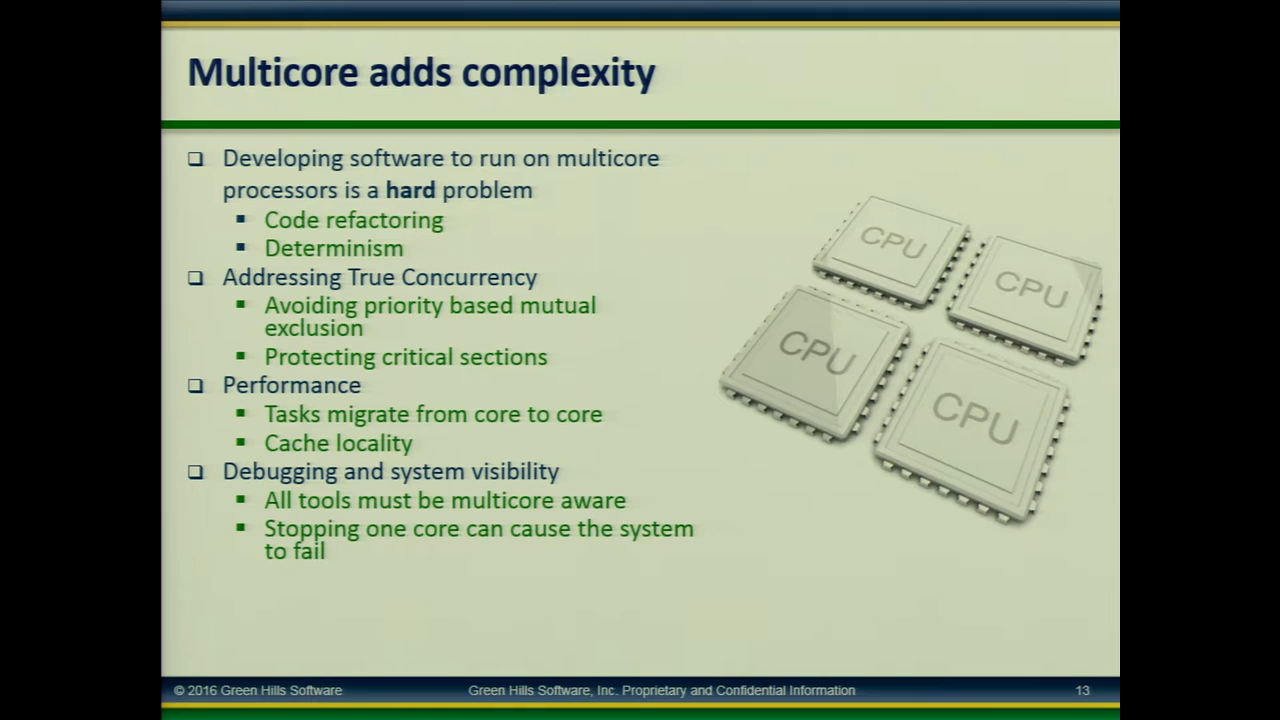 Multicore adds complexity
Developing software to run on multicore
processors is a hard problem
Code refactoring
Determinism
Addressing True Concurrency
Avoiding priority based mutual
exclusion
Protecting critical sections
Performance
Tasks migrate from core to core
Cache locality
Debugging and system visibility
All tools must be multicore aware
Stopping one core can cause the system
to fail
CPU
CPU
CPU
CPU
© 2016 Green Hills Software
Green Hills Software, Inc. Proprietary and Confidential Information
13